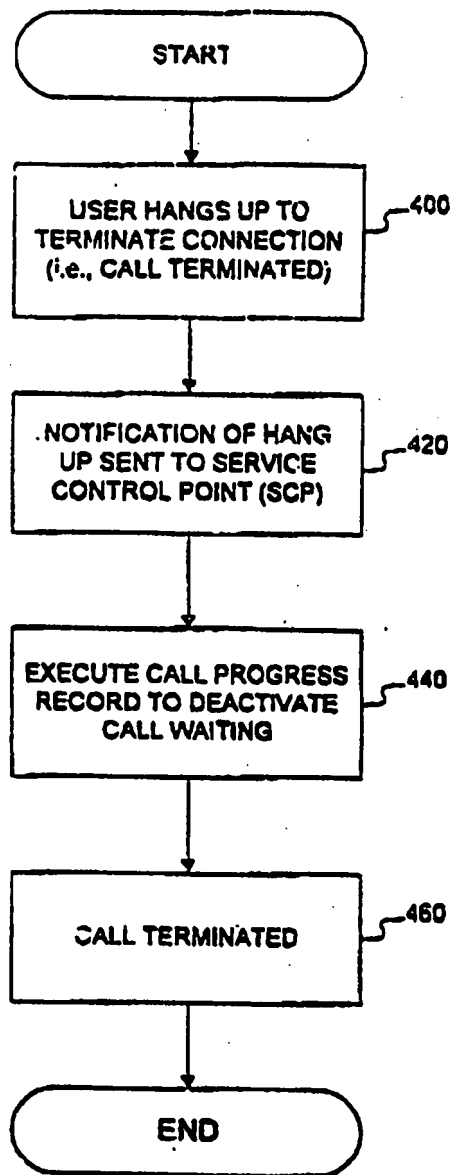 START
USER HANGS UP TO
TERMINATE CONNECTION
(i.e., CALL TERMINATED)
400
NOTIFICATION OF HANG
UP SENT TO SERVICE
CONTROL POINT (SCP)
420
EXECUTE CALL PROGRESS
RECORD TO DEACTIVATE
CALL WAITING
440
CALL TERMINATED
460
END